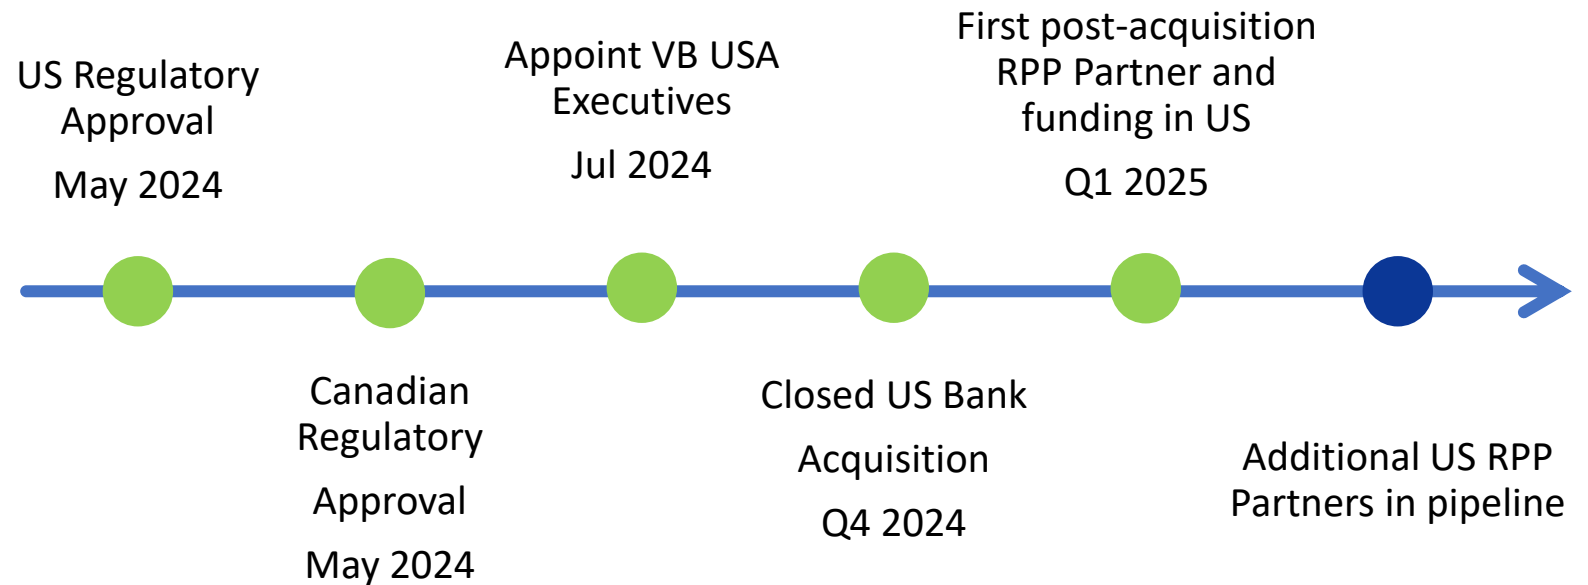 US Regulatory
Approval
May 2024
Canadian
Regulatory
Approval
May 2024
Appoint VB USA
Executives
Jul 2024
Closed US Bank
Acquisition
Q4 2024
First post-acquisition
RPP Partner and
funding in US
Q1 2025
Additional US RPP
Partners in pipeline